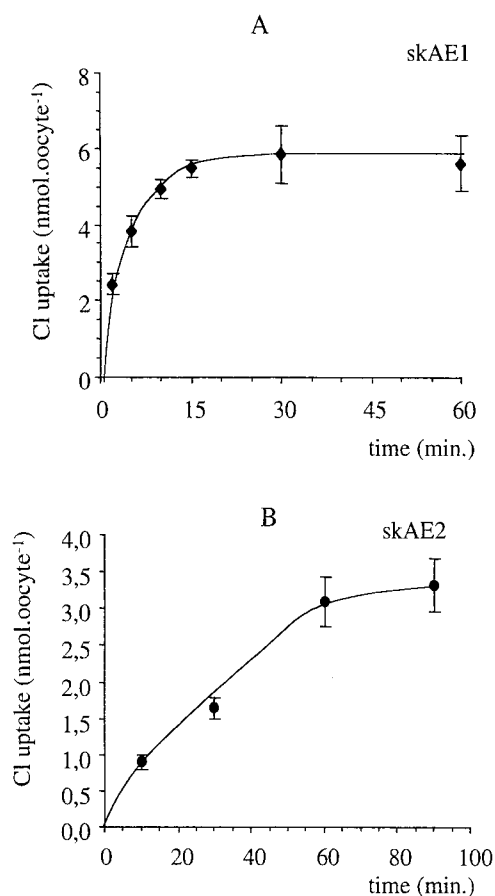 A
skAE1
Cl uptake (nmol.oocyte⁻¹)
8
6
4
2
0
0 15 30 45 60
time (min.)
B
skAE2
Cl uptake (nmol.oocyte⁻¹)
4,0
3,5
3,0
2,5
2,0
1,5
1,0
0,5
0,0
0 20 40 60 80 100
time (min.)